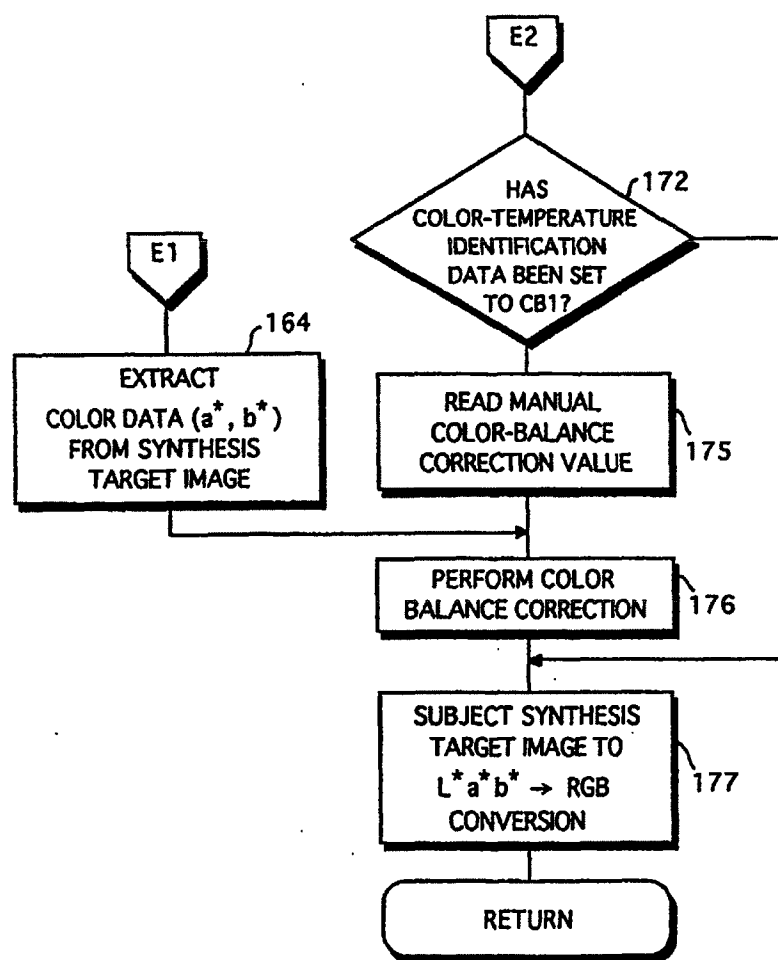 E2
HAS
COLOR-TEMPERATURE
IDENTIFICATION
DATA BEEN SET
TO CB1?
172
E1
164
EXTRACT
COLOR DATA (a*, b*)
FROM SYNTHESIS
TARGET IMAGE
READ MANUAL
COLOR-BALANCE
CORRECTION VALUE
175
PERFORM COLOR
BALANCE CORRECTION
176
SUBJECT SYNTHESIS
TARGET IMAGE TO
L*a*b* → RGB
CONVERSION
177
RETURN